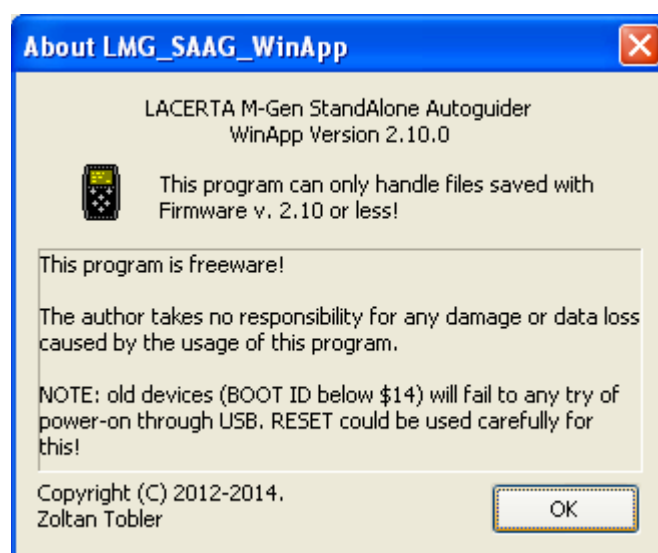 About LMG_SAAG_WinApp
LACERTA M-Gen StandAlone Autoguider
WinApp Version 2.10.0
This program can only handle files saved with
Firmware v. 2.10 or less!
This program is freeware!
The author takes no responsibility for any damage or data loss
caused by the usage of this program.
NOTE: old devices (BOOT ID below $14) will fail to any try of
power-on through USB. RESET could be used carefully for
this!
Copyright (C) 2012-2014.
Zoltan Tobler
OK